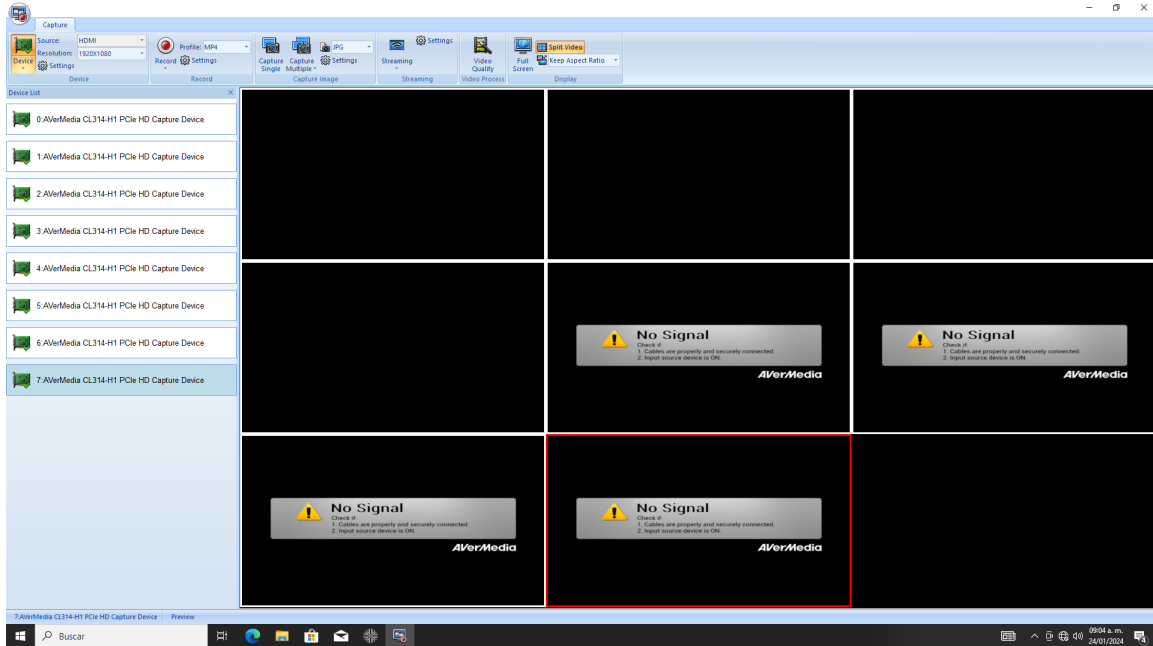 Capture
Source: HDMI
Resolution: 1920X1080
Settings
Device
Device
Profile: MP4
Record Settings
Record
JPG
Capture Single
Capture Multiple
Settings
Capture Image
Settings
Streaming
Streaming
Video Quality
Video Process
Full Screen
Split Video
Keep Aspect Ratio
Display
Device List
0:AVerMedia CL314-H1 PCIe HD Capture Device
1:AVerMedia CL314-H1 PCIe HD Capture Device
2:AVerMedia CL314-H1 PCIe HD Capture Device
3:AVerMedia CL314-H1 PCIe HD Capture Device
4:AVerMedia CL314-H1 PCIe HD Capture Device
5:AVerMedia CL314-H1 PCIe HD Capture Device
6:AVerMedia CL314-H1 PCIe HD Capture Device
7:AVerMedia CL314-H1 PCIe HD Capture Device
No Signal
Check if:
1. Cables are properly and securely connected.
2. Input source device is ON.
AVerMedia
No Signal
Check if:
1. Cables are properly and securely connected.
2. Input source device is ON.
AVerMedia
No Signal
Check if:
1. Cables are properly and securely connected.
2. Input source device is ON.
AVerMedia
No Signal
Check if:
1. Cables are properly and securely connected.
2. Input source device is ON.
AVerMedia
7:AVerMedia CL314-H1 PCIe HD Capture Device Preview
Buscar
09:04 a. m.
24/01/2024
4